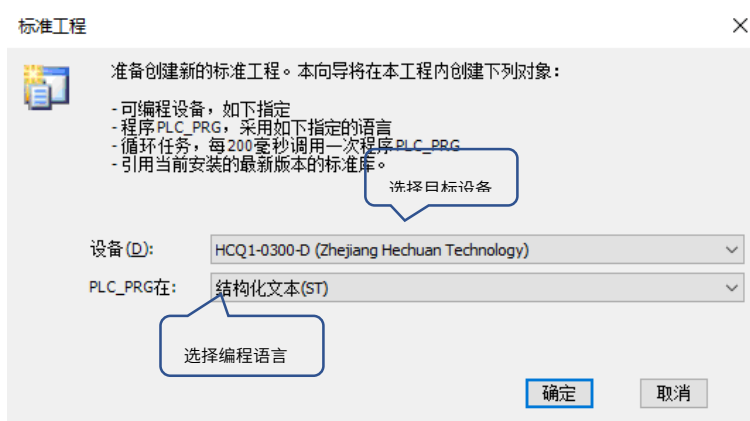 标准工程
准备创建新的标准工程。本向导将在本工程内创建下列对象：
- 可编程设备，如下指定
- 程序PLC_PRG，采用如下指定的语言
- 循环任务，每200毫秒调用一次程序PLC_PRG
- 引用当前安装的最新版本的标准库。
选择目标设备
设备(D):
HCQ1-0300-D (Zhejiang Hechuan Technology)
PLC_PRG在:
结构化文本(ST)
选择编程语言
确定
取消